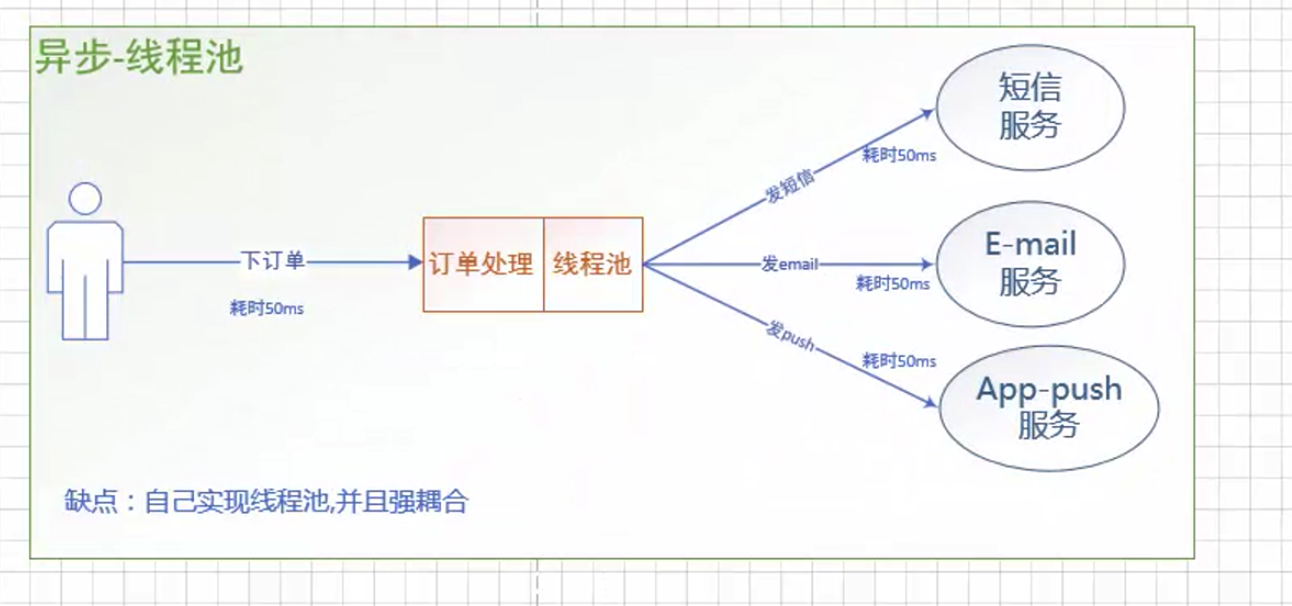 异步-线程池
短信
服务
耗时50ms
发短信
下订单
耗时50ms
订单处理
线程池
发email
耗时50ms
E-mail
服务
发push
耗时50ms
App-push
服务
缺点：自己实现线程池,并且强耦合